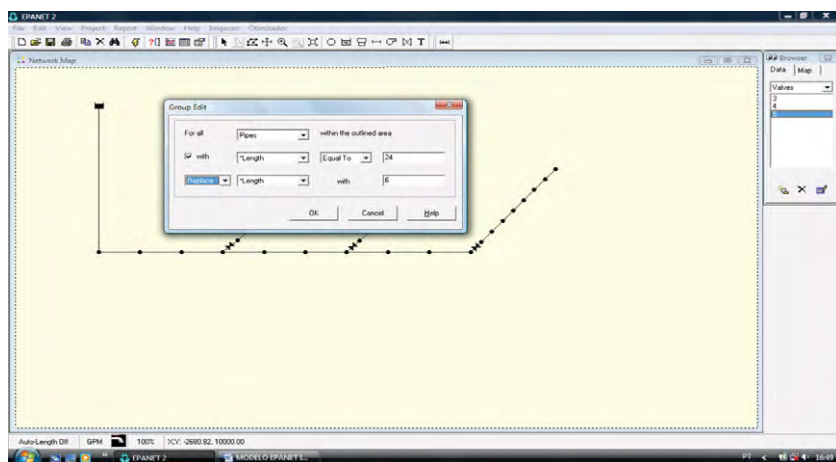 EPANET 2
File Edit View Project Report Window Help Irrigacao Otimizador
Network Map
Browser
Data Map
Valves
3
4
5
Group Edit
For all Pipes within the outlined area
with *Length Equal To 24
Replace *Length with 6
OK Cancel Help
Auto-Length Off GPM 100% X,Y: -2680.82, 10000.00
EPANET 2 MODELO EPANET I... PT 16:49